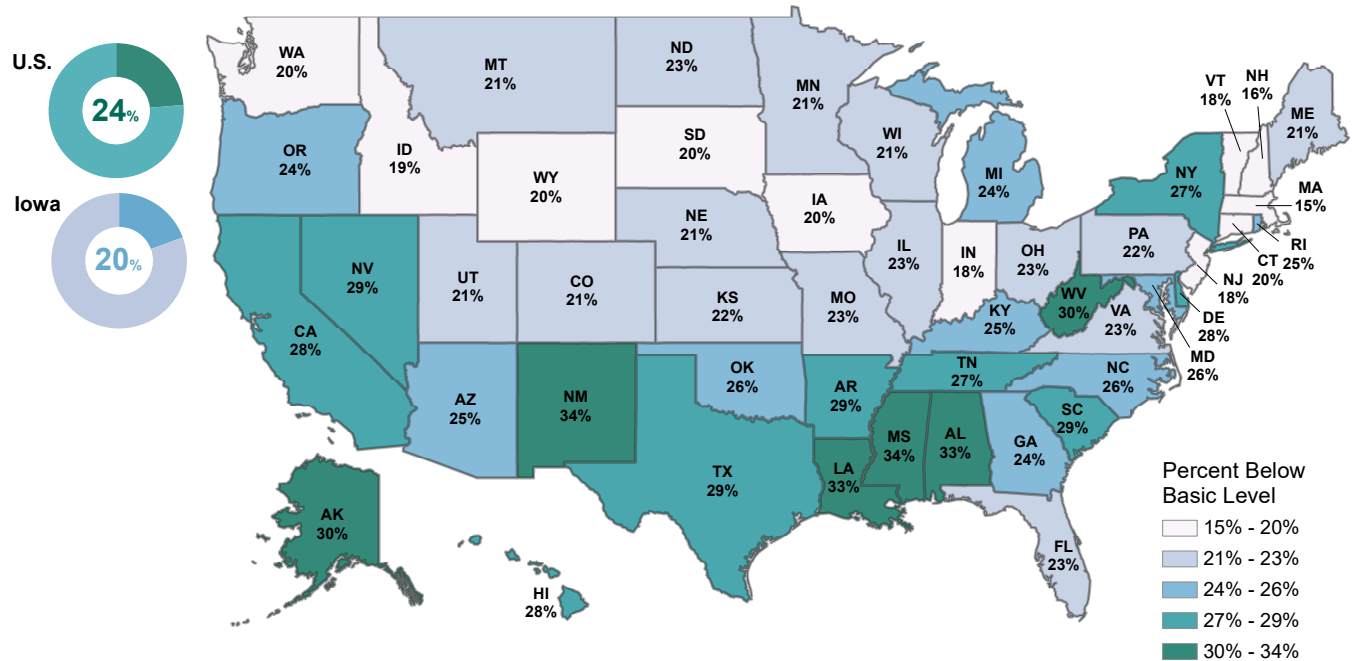 U.S.
24%
Iowa
20%
WA
20%
OR
24%
ID
19%
MT
21%
WY
20%
ND
23%
SD
20%
NE
21%
KS
22%
MN
21%
WI
21%
IA
20%
MI
24%
IL
23%
IN
18%
OH
23%
MO
23%
PA
22%
NY
27%
VT
18%
NH
16%
ME
21%
MA
15%
RI
25%
CT
20%
NJ
18%
DE
28%
MD
26%
WV
30%
VA
23%
KY
25%
TN
27%
NC
26%
SC
29%
GA
24%
FL
23%
AL
33%
MS
34%
LA
33%
AR
29%
OK
26%
TX
29%
NM
34%
AZ
25%
CO
21%
UT
21%
NV
29%
CA
28%
AK
30%
HI
28%
Percent Below
Basic Level
15% - 20%
21% - 23%
24% - 26%
27% - 29%
30% - 34%